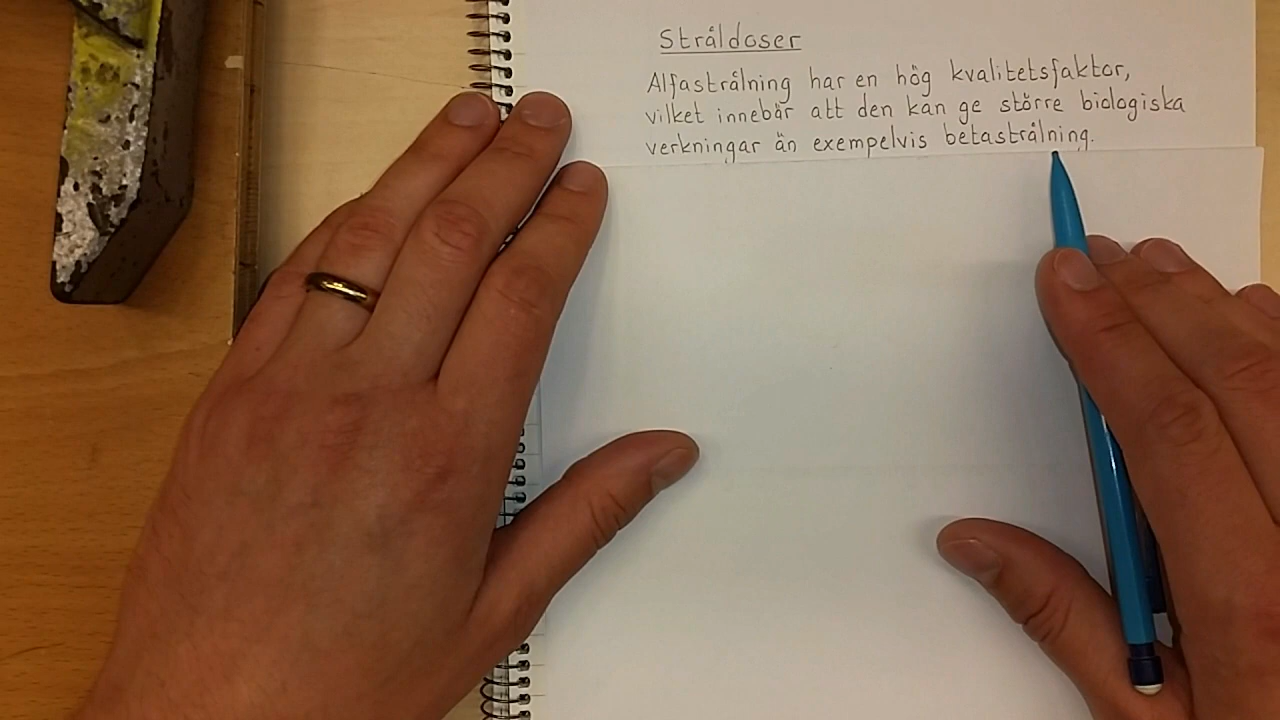 Stråldoser
Alfastrålning har en hög kvalitetsfaktor,
vilket innebär att den kan ge större biologiska
verkningar än exempelvis betastrålning.